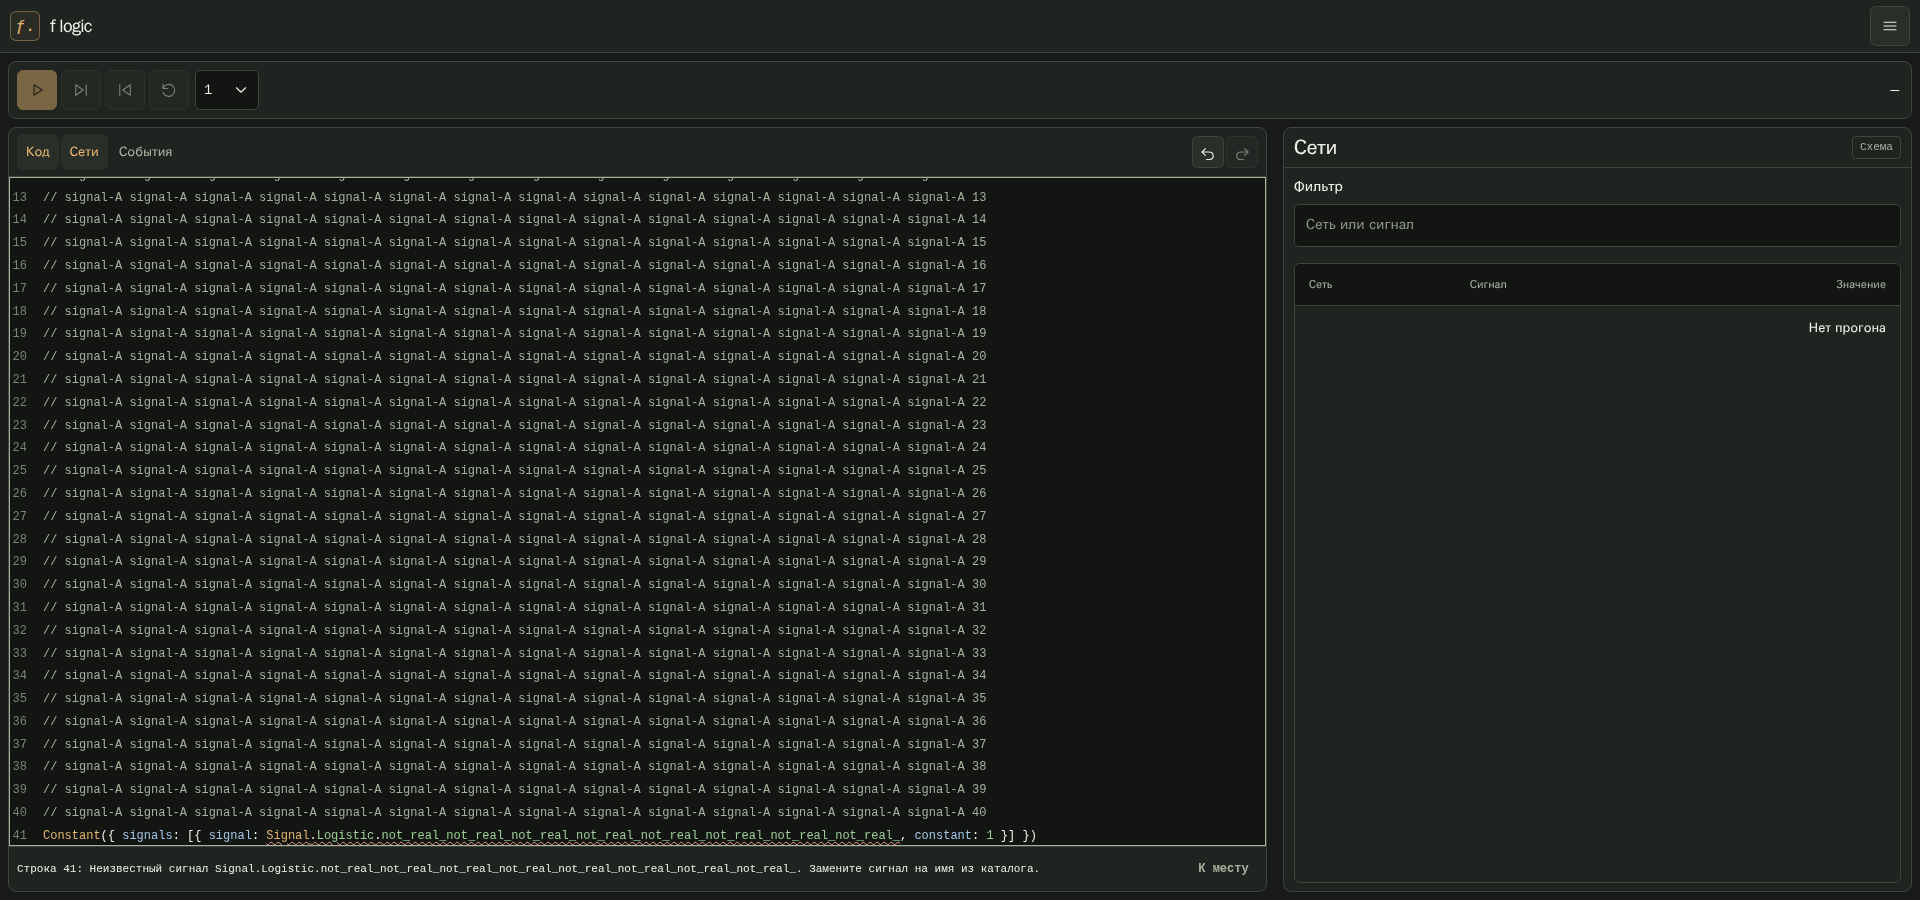 f. f logic
1
Код Сети События
13 // signal-A signal-A signal-A signal-A signal-A signal-A signal-A signal-A signal-A signal-A signal-A signal-A signal-A signal-A 13
14 // signal-A signal-A signal-A signal-A signal-A signal-A signal-A signal-A signal-A signal-A signal-A signal-A signal-A signal-A 14
15 // signal-A signal-A signal-A signal-A signal-A signal-A signal-A signal-A signal-A signal-A signal-A signal-A signal-A signal-A 15
16 // signal-A signal-A signal-A signal-A signal-A signal-A signal-A signal-A signal-A signal-A signal-A signal-A signal-A signal-A 16
17 // signal-A signal-A signal-A signal-A signal-A signal-A signal-A signal-A signal-A signal-A signal-A signal-A signal-A signal-A 17
18 // signal-A signal-A signal-A signal-A signal-A signal-A signal-A signal-A signal-A signal-A signal-A signal-A signal-A signal-A 18
19 // signal-A signal-A signal-A signal-A signal-A signal-A signal-A signal-A signal-A signal-A signal-A signal-A signal-A signal-A 19
20 // signal-A signal-A signal-A signal-A signal-A signal-A signal-A signal-A signal-A signal-A signal-A signal-A signal-A signal-A 20
21 // signal-A signal-A signal-A signal-A signal-A signal-A signal-A signal-A signal-A signal-A signal-A signal-A signal-A signal-A 21
22 // signal-A signal-A signal-A signal-A signal-A signal-A signal-A signal-A signal-A signal-A signal-A signal-A signal-A signal-A 22
23 // signal-A signal-A signal-A signal-A signal-A signal-A signal-A signal-A signal-A signal-A signal-A signal-A signal-A signal-A 23
24 // signal-A signal-A signal-A signal-A signal-A signal-A signal-A signal-A signal-A signal-A signal-A signal-A signal-A signal-A 24
25 // signal-A signal-A signal-A signal-A signal-A signal-A signal-A signal-A signal-A signal-A signal-A signal-A signal-A signal-A 25
26 // signal-A signal-A signal-A signal-A signal-A signal-A signal-A signal-A signal-A signal-A signal-A signal-A signal-A signal-A 26
27 // signal-A signal-A signal-A signal-A signal-A signal-A signal-A signal-A signal-A signal-A signal-A signal-A signal-A signal-A 27
28 // signal-A signal-A signal-A signal-A signal-A signal-A signal-A signal-A signal-A signal-A signal-A signal-A signal-A signal-A 28
29 // signal-A signal-A signal-A signal-A signal-A signal-A signal-A signal-A signal-A signal-A signal-A signal-A signal-A signal-A 29
30 // signal-A signal-A signal-A signal-A signal-A signal-A signal-A signal-A signal-A signal-A signal-A signal-A signal-A signal-A 30
31 // signal-A signal-A signal-A signal-A signal-A signal-A signal-A signal-A signal-A signal-A signal-A signal-A signal-A signal-A 31
32 // signal-A signal-A signal-A signal-A signal-A signal-A signal-A signal-A signal-A signal-A signal-A signal-A signal-A signal-A 32
33 // signal-A signal-A signal-A signal-A signal-A signal-A signal-A signal-A signal-A signal-A signal-A signal-A signal-A signal-A 33
34 // signal-A signal-A signal-A signal-A signal-A signal-A signal-A signal-A signal-A signal-A signal-A signal-A signal-A signal-A 34
35 // signal-A signal-A signal-A signal-A signal-A signal-A signal-A signal-A signal-A signal-A signal-A signal-A signal-A signal-A 35
36 // signal-A signal-A signal-A signal-A signal-A signal-A signal-A signal-A signal-A signal-A signal-A signal-A signal-A signal-A 36
37 // signal-A signal-A signal-A signal-A signal-A signal-A signal-A signal-A signal-A signal-A signal-A signal-A signal-A signal-A 37
38 // signal-A signal-A signal-A signal-A signal-A signal-A signal-A signal-A signal-A signal-A signal-A signal-A signal-A signal-A 38
39 // signal-A signal-A signal-A signal-A signal-A signal-A signal-A signal-A signal-A signal-A signal-A signal-A signal-A signal-A 39
40 // signal-A signal-A signal-A signal-A signal-A signal-A signal-A signal-A signal-A signal-A signal-A signal-A signal-A signal-A 40
41 Constant({ signals: [{ signal: Signal.Logistic.not_real_not_real_not_real_not_real_not_real_not_real_not_real_not_real_, constant: 1 }] })
Строка 41: Неизвестный сигнал Signal.Logistic.not_real_not_real_not_real_not_real_not_real_not_real_not_real_not_real_. Замените сигнал на имя из каталога. К месту
Сети Схема
Фильтр
Сеть или сигнал
Сеть Сигнал Значение
Нет прогона